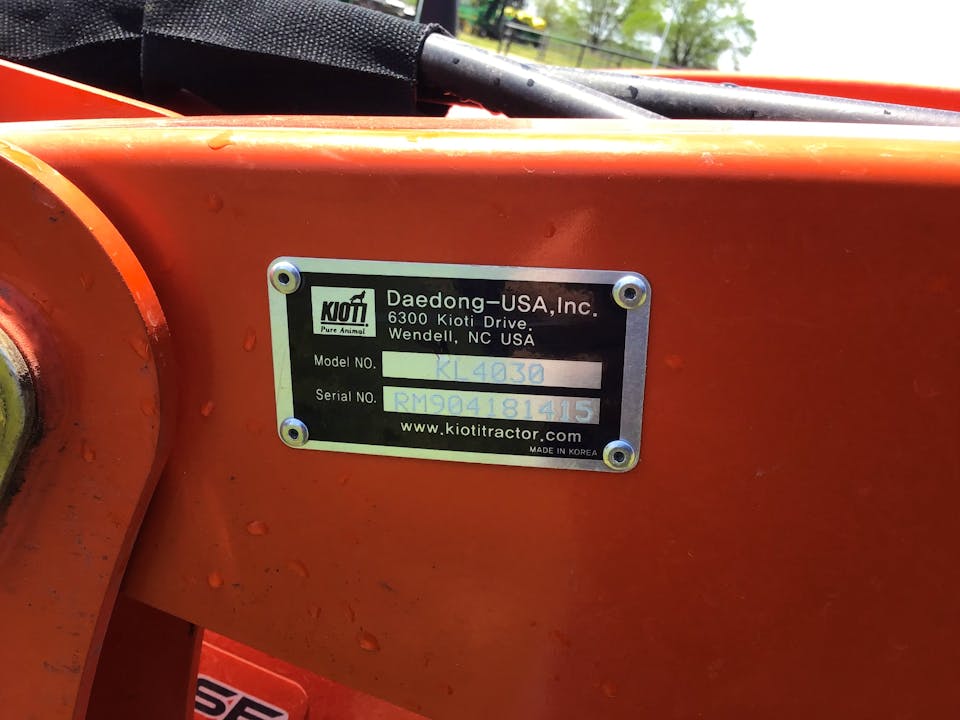 KIOTI
Pure Animal
Daedong-USA,Inc.
6300 Kioti Drive.
Wendell, NC USA
Model NO. KL4030
Serial NO. RM904181415
www.kiotitractor.com
MADE IN KOREA
SE